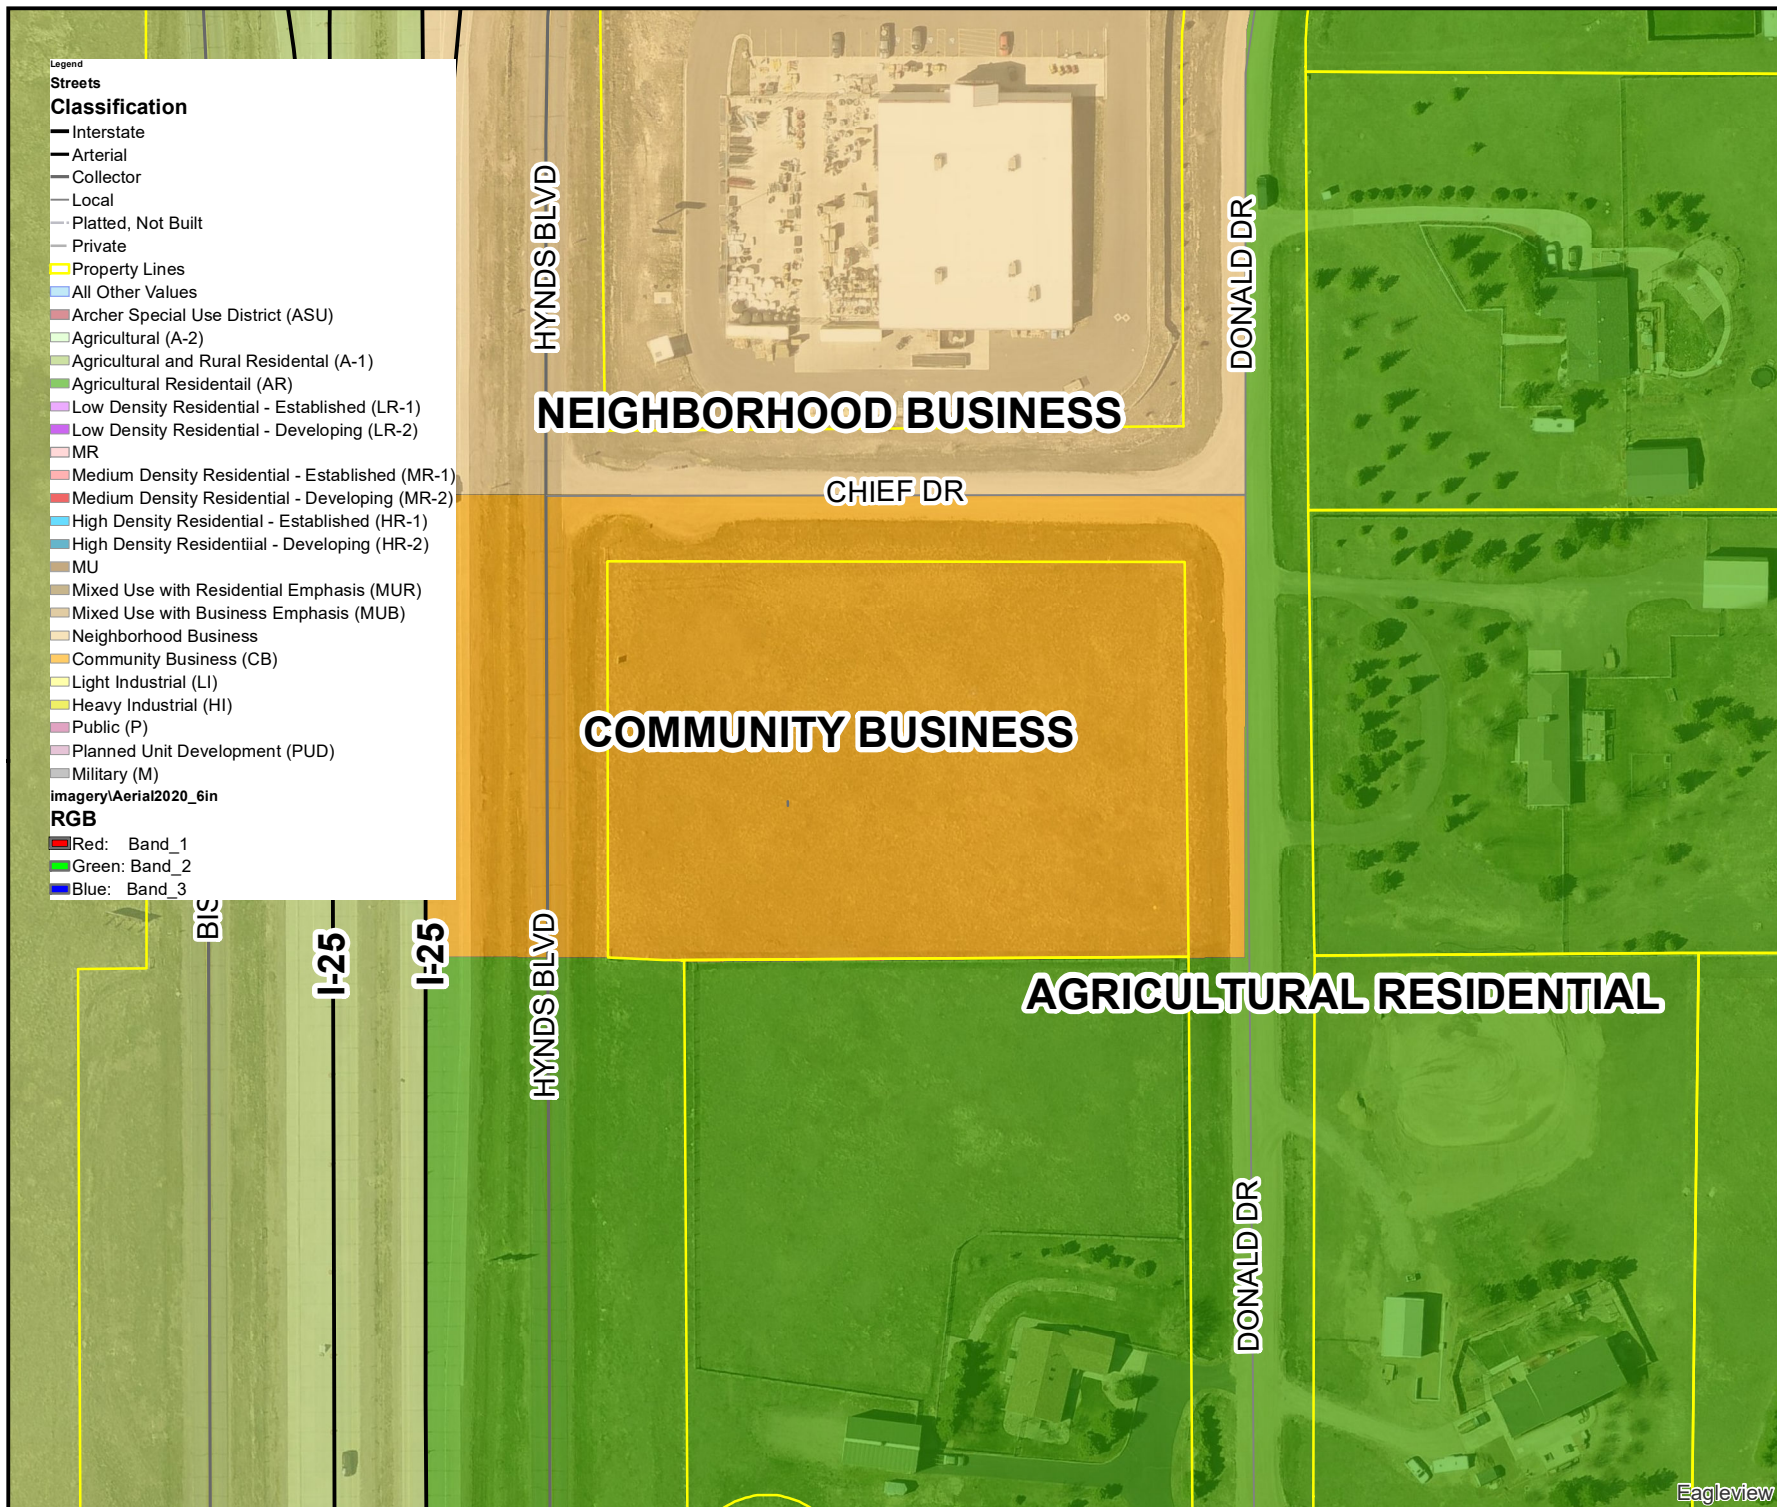 Legend
Streets
Classification
Interstate
Arterial
Collector
Local
Platted, Not Built
Private
Property Lines
All Other Values
Archer Special Use District (ASU)
Agricultural (A-2)
Agricultural and Rural Residental (A-1)
Agricultural Residentail (AR)
Low Density Residential - Established (LR-1)
Low Density Residential - Developing (LR-2)
MR
Medium Density Residential - Established (MR-1)
Medium Density Residential - Developing (MR-2)
High Density Residential - Established (HR-1)
High Density Residentiial - Developing (HR-2)
MU
Mixed Use with Residential Emphasis (MUR)
Mixed Use with Business Emphasis (MUB)
Neighborhood Business
Community Business (CB)
Light Industrial (LI)
Heavy Industrial (HI)
Public (P)
Planned Unit Development (PUD)
Military (M)
imagery\Aerial2020_6in
RGB
Red: Band_1
Green: Band_2
Blue: Band_3
HYNDS BLVD
DONALD DR
NEIGHBORHOOD BUSINESS
CHIEF DR
COMMUNITY BUSINESS
BIS
I-25
I-25
HYNDS BLVD
AGRICULTURAL RESIDENTIAL
DONALD DR
Eagleview